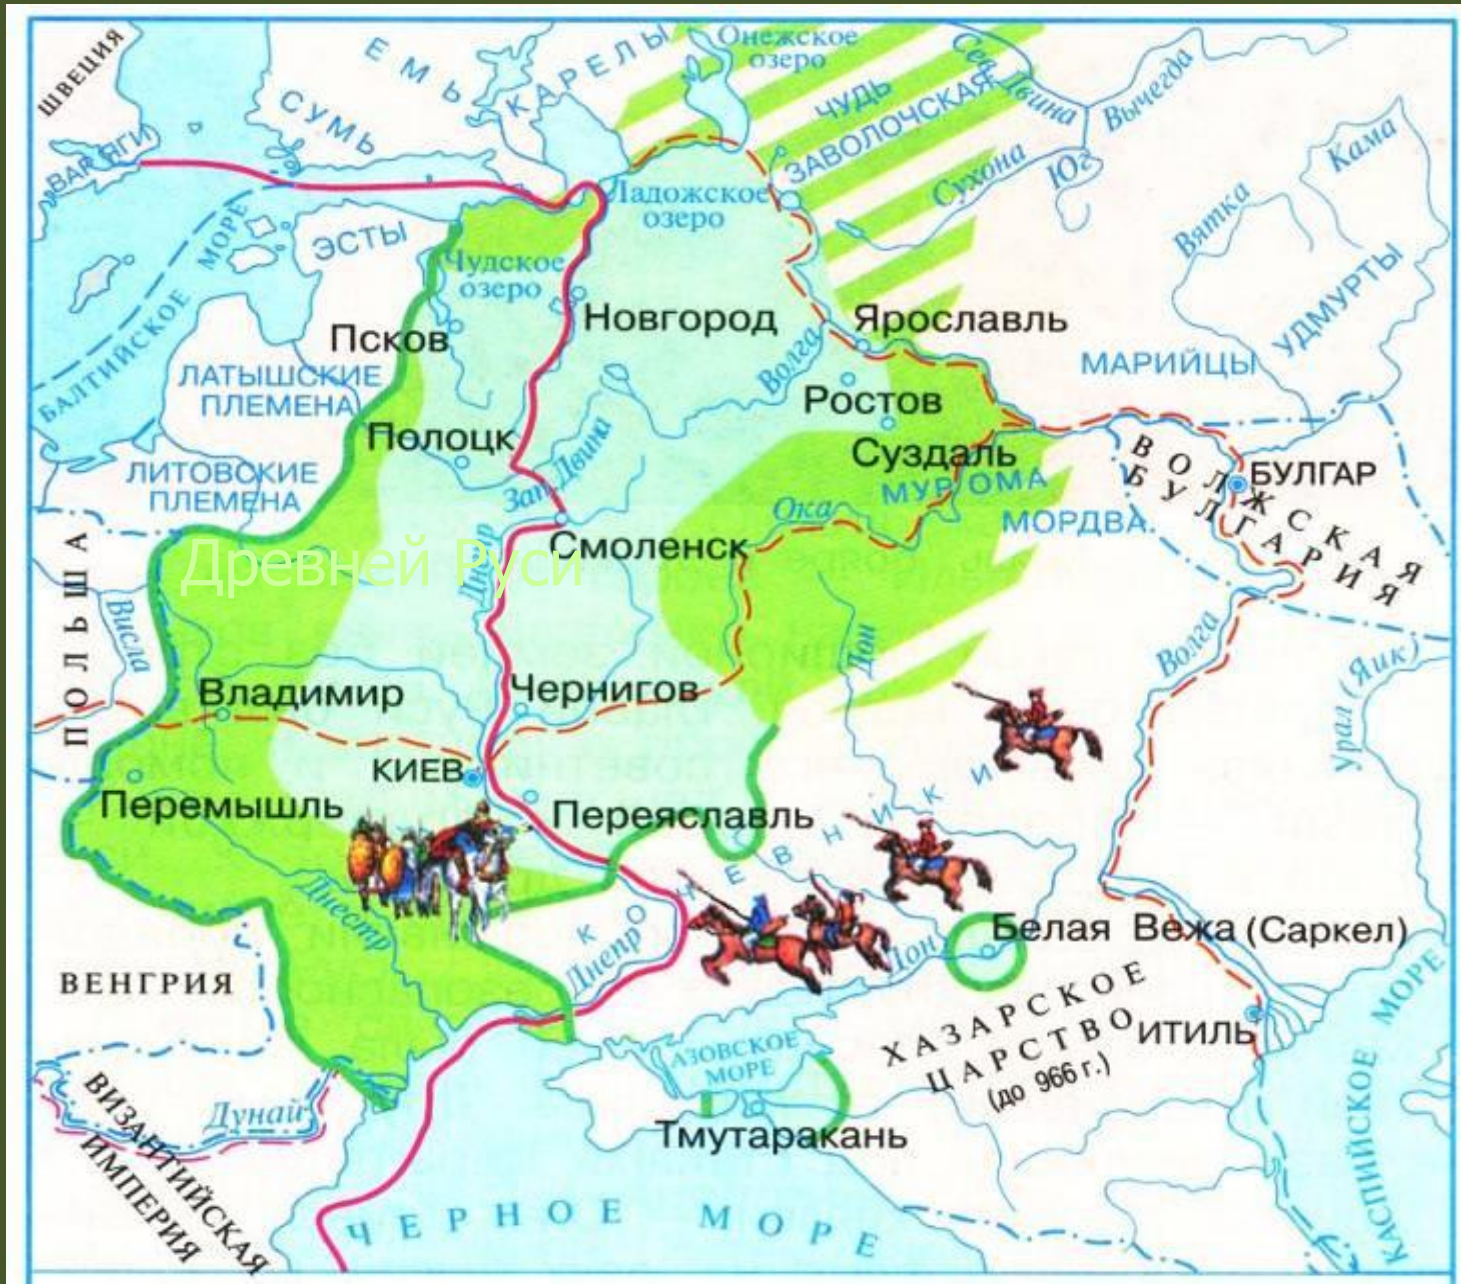 ШВЕЦИЯ
ВАРЯГИ
ЕМЬ
СУМЬ
КАРЕЛЫ
Онежское
озеро
ЧУДЬ
ЗАВОЛОЧСКАЯ
Сев. Двина
Вычегда
Сухона
Юг
Кама
Вятка
УДМУРТЫ
Ладожское
озеро
ЭСТЫ
БАЛТИЙСКОЕ МОРЕ
Чудское
озеро
Псков
Новгород
Волга
Ярославль
МАРИЙЦЫ
ЛАТЫШСКИЕ
ПЛЕМЕНА
Ростов
Полоцк
Зап. Двина
Суздаль
МУРОМА
Ока
МОРДВА
БУЛГАР
ВОЛЖСКАЯ
БУЛГАРИЯ
ЛИТОВСКИЕ
ПЛЕМЕНА
ПОЛЬША
Висла
Древней Руси
Днепр
Смоленск
Дон
Волга
Урал (Яик)
Владимир
Чернигов
КИЕВ
Перемышль
Переяславль
КОЧЕВНИКИ
Днестр
Днепр
Дон
Белая Вежа (Саркел)
ВЕНГРИЯ
ХАЗАРСКОЕ
ЦАРСТВО
(до 966 г.)
ИТИЛЬ
АЗОВСКОЕ
МОРЕ
Тмутаракань
Дунай
ВИЗАНТИЙСКАЯ
ИМПЕРИЯ
ЧЕРНОЕ МОРЕ
КАСПИЙСКОЕ МОРЕ